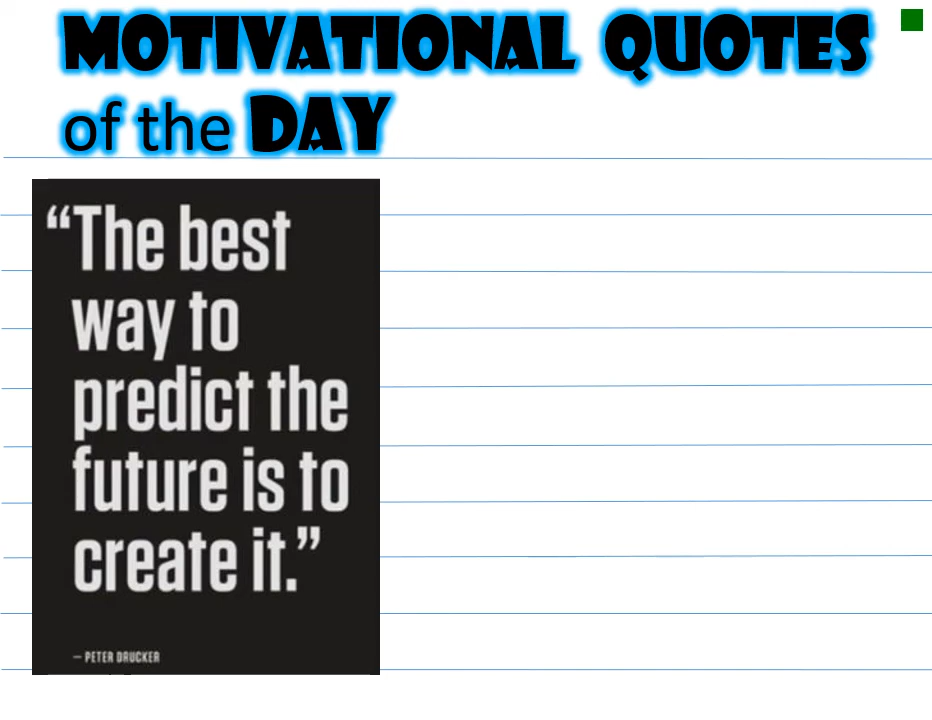 MOTIVATIONAL QUOTES
of the DAY
“The best
way to
predict the
future is to
create it.”
– PETER DRUCKER